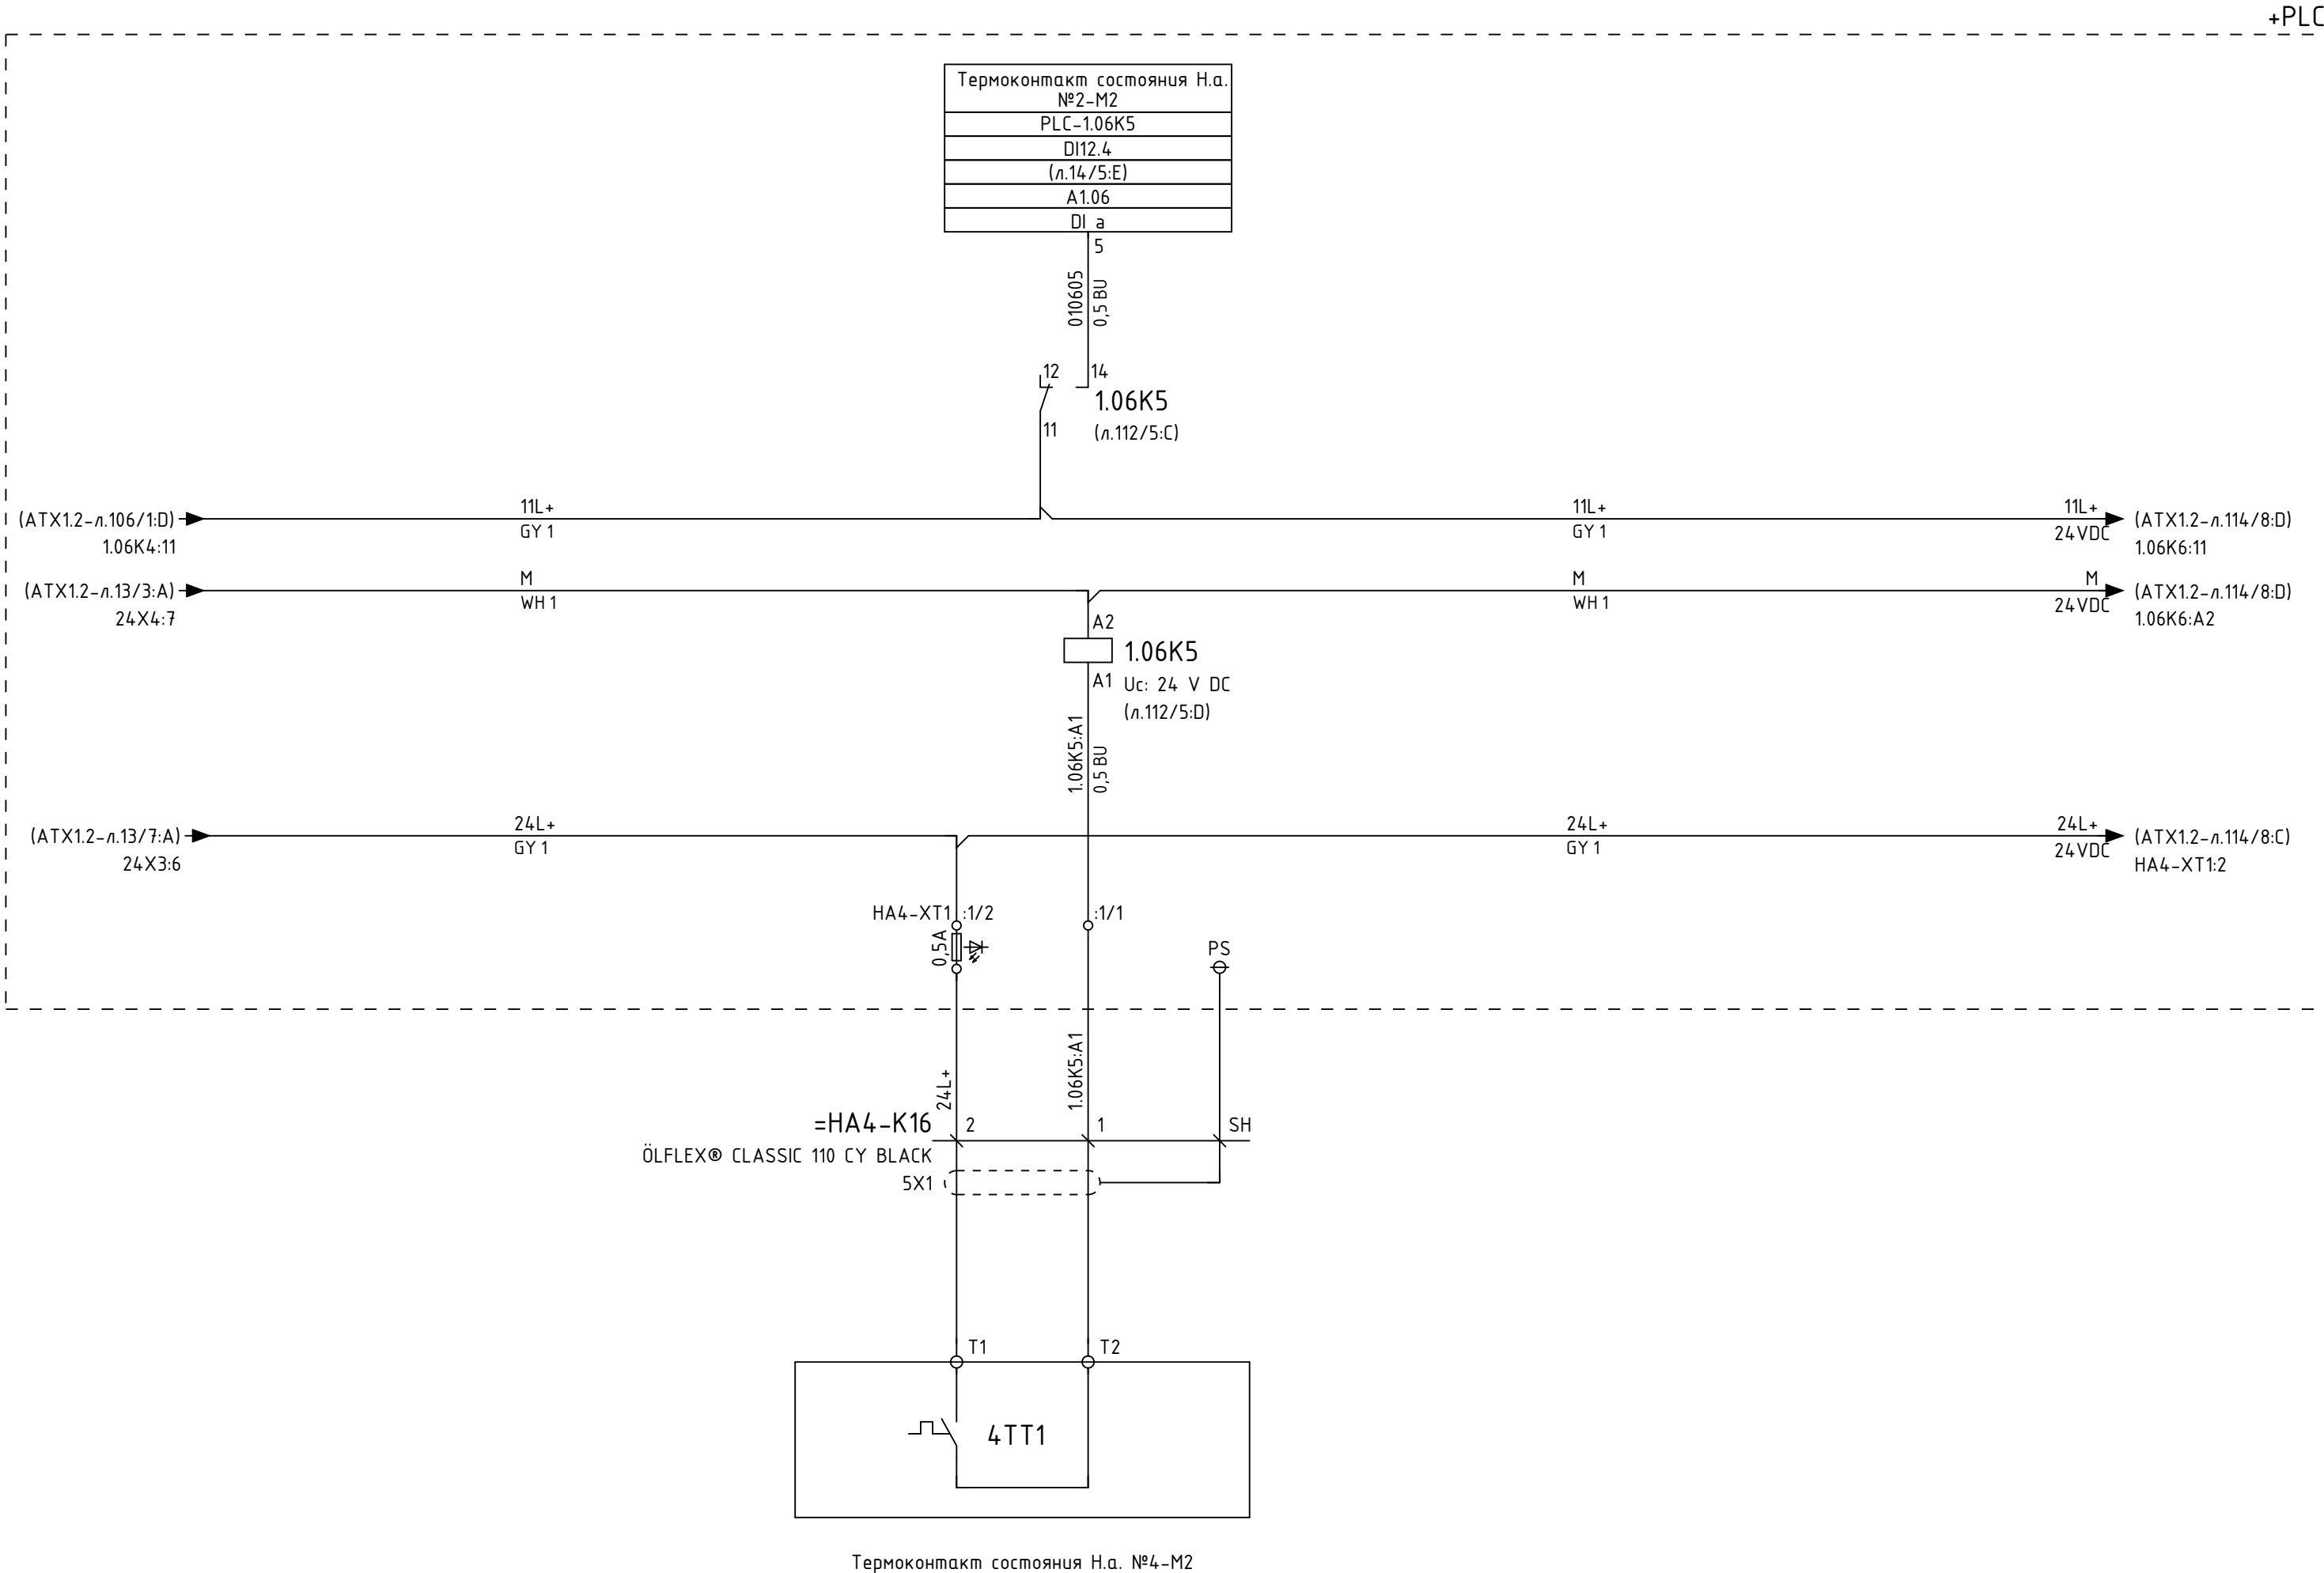 +PLC
Термоконтакт состояния Н.а.
№2-М2
PLC-1.06K5
DI12.4
(л.14/5:E)
A1.06
DI a
5
010605
0,5 BU
12
14
1.06K5
(л.112/5:C)
11
(ATX1.2-л.106/1:D)
1.06K4:11
11L+
GY 1
11L+
GY 1
11L+
24VDC
(ATX1.2-л.114/8:D)
1.06K6:11
(ATX1.2-л.13/3:A)
24X4:7
M
WH 1
M
WH 1
M
24VDC
(ATX1.2-л.114/8:D)
1.06K6:A2
A2
1.06K5
A1
Uc: 24 V DC
(л.112/5:D)
1.06K5:A1
0,5 BU
(ATX1.2-л.13/7:A)
24X3:6
24L+
GY 1
24L+
GY 1
24L+
24VDC
(ATX1.2-л.114/8:C)
HA4-XT1:2
HA4-XT1 :1/2
:1/1
0,5A
PS
24L+
1.06K5:A1
=HA4-K16
2
1
SH
ÖLFLEX® CLASSIC 110 CY BLACK
5X1
T1
T2
4TT1
Термоконтакт состояния Н.а. №4-М2